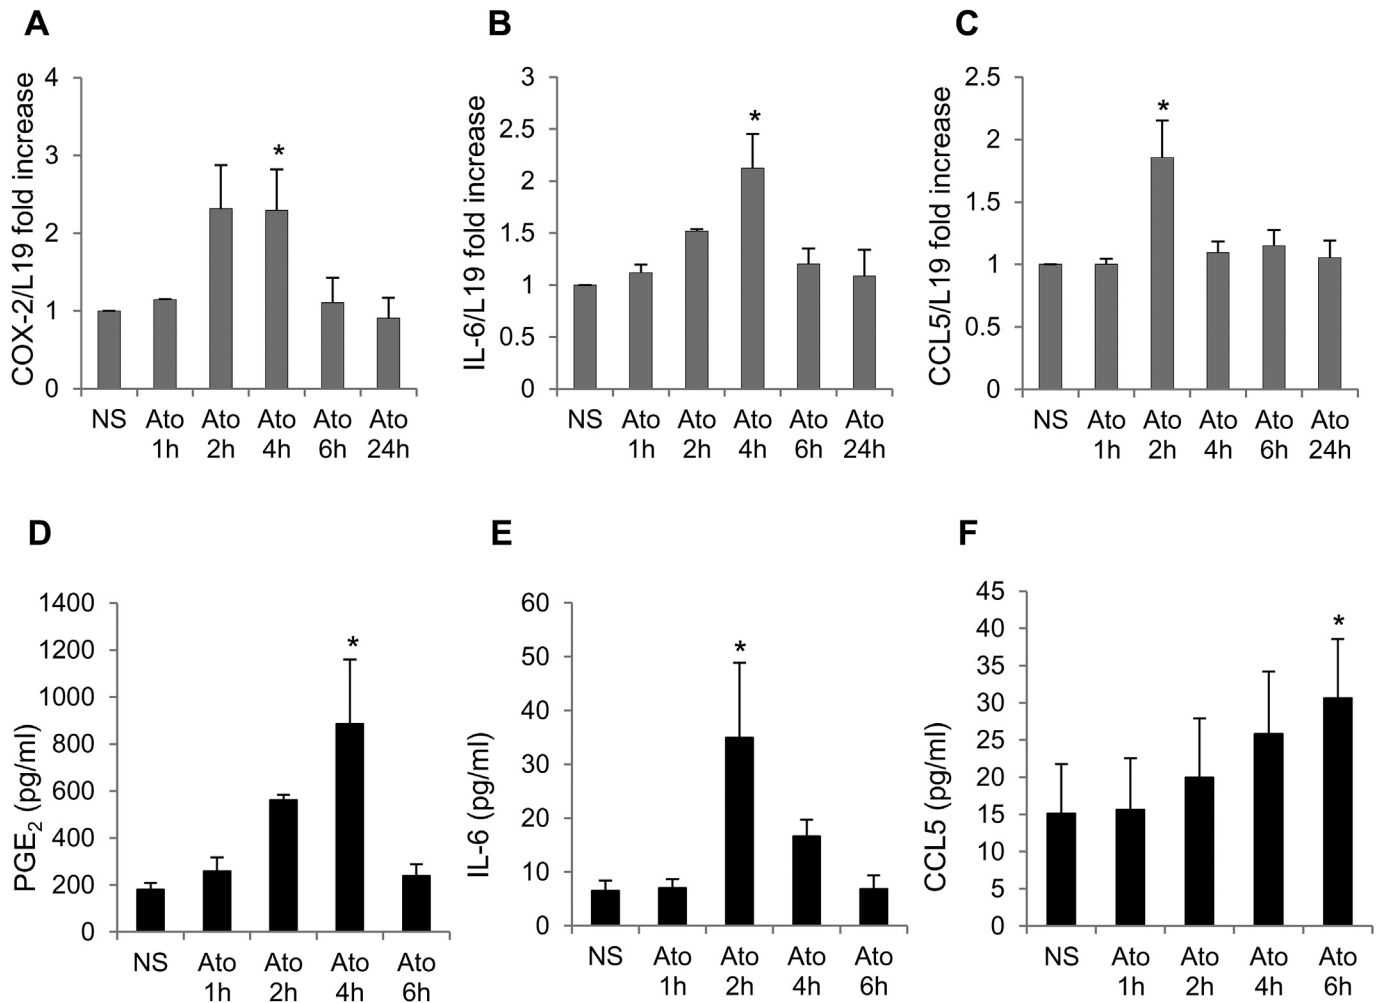 A
COX-2/L19 fold increase
4
3
2
1
0
*
NS Ato Ato Ato Ato Ato
1h 2h 4h 6h 24h
B
IL-6/L19 fold increase
3
2.5
2
1.5
1
0.5
0
*
NS Ato Ato Ato Ato Ato
1h 2h 4h 6h 24h
C
CCL5/L19 fold increase
2.5
2
1.5
1
0.5
0
*
NS Ato Ato Ato Ato Ato
1h 2h 4h 6h 24h
D
PGE₂ (pg/ml)
1400
1200
1000
800
600
400
200
0
*
NS Ato Ato Ato Ato
1h 2h 4h 6h
E
IL-6 (pg/ml)
60
50
40
30
20
10
0
*
NS Ato Ato Ato Ato
1h 2h 4h 6h
F
CCL5 (pg/ml)
45
40
35
30
25
20
15
10
5
0
*
NS Ato Ato Ato Ato
1h 2h 4h 6h